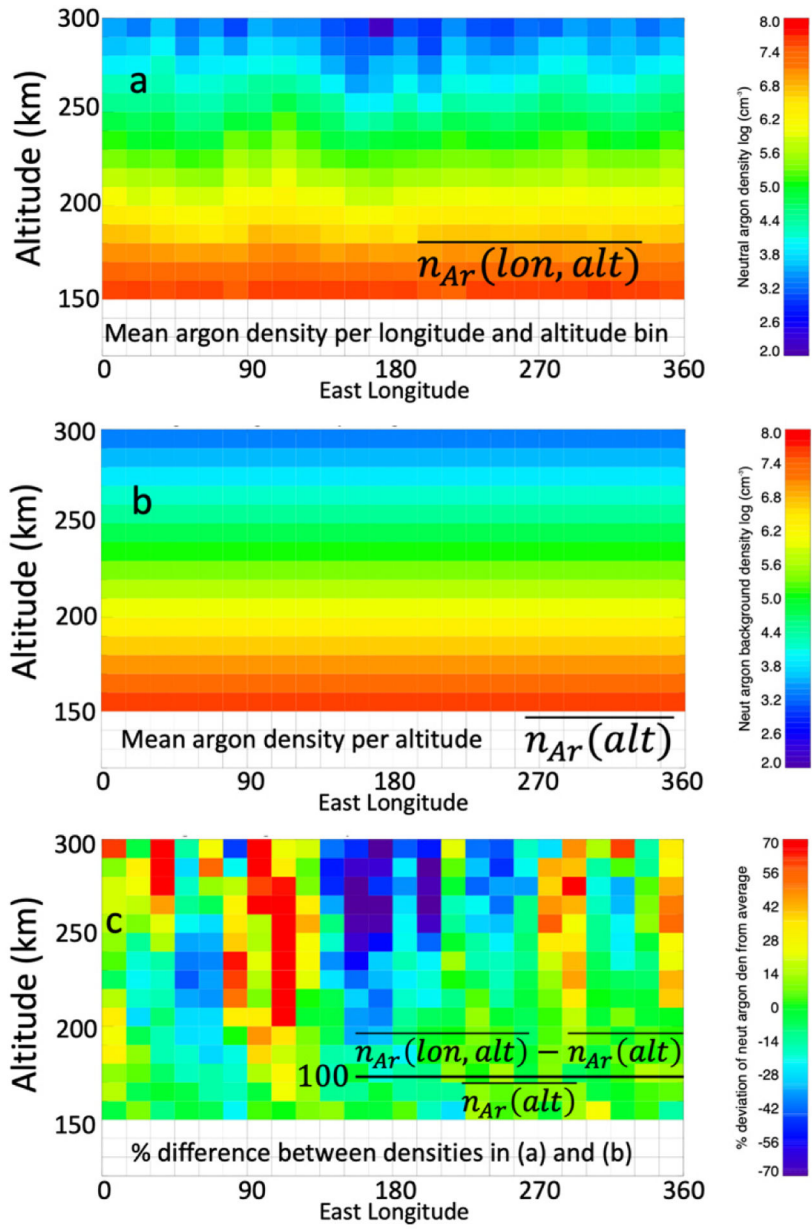 300
250
200
150
Altitude (km)
a
n_Ar(lon, alt)
Mean argon density per longitude and altitude bin
0 90 180 270 360
East Longitude
8.0
7.4
6.8
6.2
5.6
5.0
4.4
3.8
3.2
2.6
2.0
Neutral argon density log (cm⁻³)
300
250
200
150
Altitude (km)
b
Mean argon density per altitude n_Ar(alt)
0 90 180 270 360
East Longitude
8.0
7.4
6.8
6.2
5.6
5.0
4.4
3.8
3.2
2.6
2.0
Neut argon background density log (cm⁻³)
300
250
200
150
Altitude (km)
c
n_Ar(lon, alt) − n_Ar(alt)
100
n_Ar(alt)
% difference between densities in (a) and (b)
0 90 180 270 360
East Longitude
70
56
42
28
14
0
-14
-28
-42
-56
-70
% deviation of neut argon den from average